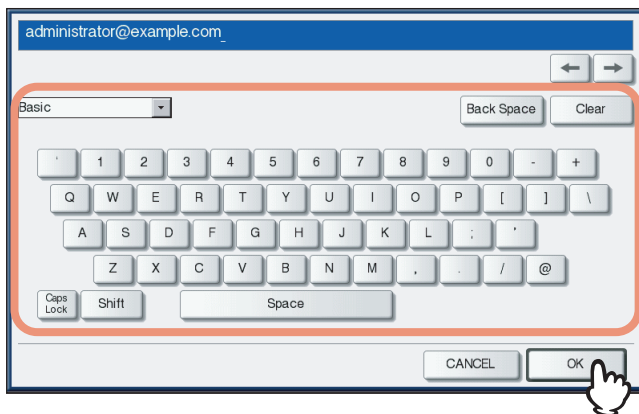 administrator@example.com_
Basic Back Space Clear
' 1 2 3 4 5 6 7 8 9 0 - +
Q W E R T Y U I O P [ ] \
A S D F G H J K L ; '
Z X C V B N M , . / @
Caps Lock Shift Space
CANCEL OK